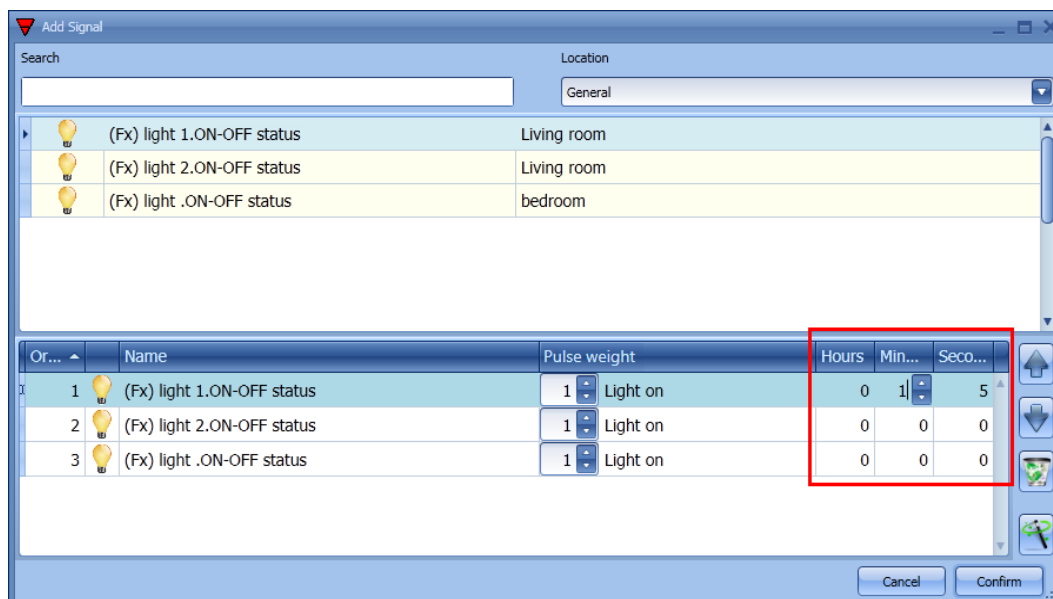 Add Signal
Search Location
General
(Fx) light 1.ON-OFF status Living room
(Fx) light 2.ON-OFF status Living room
(Fx) light .ON-OFF status bedroom
Or... Name Pulse weight Hours Min... Seco...
1 (Fx) light 1.ON-OFF status 1 Light on 0 1 5
2 (Fx) light 2.ON-OFF status 1 Light on 0 0 0
3 (Fx) light .ON-OFF status 1 Light on 0 0 0
Cancel Confirm